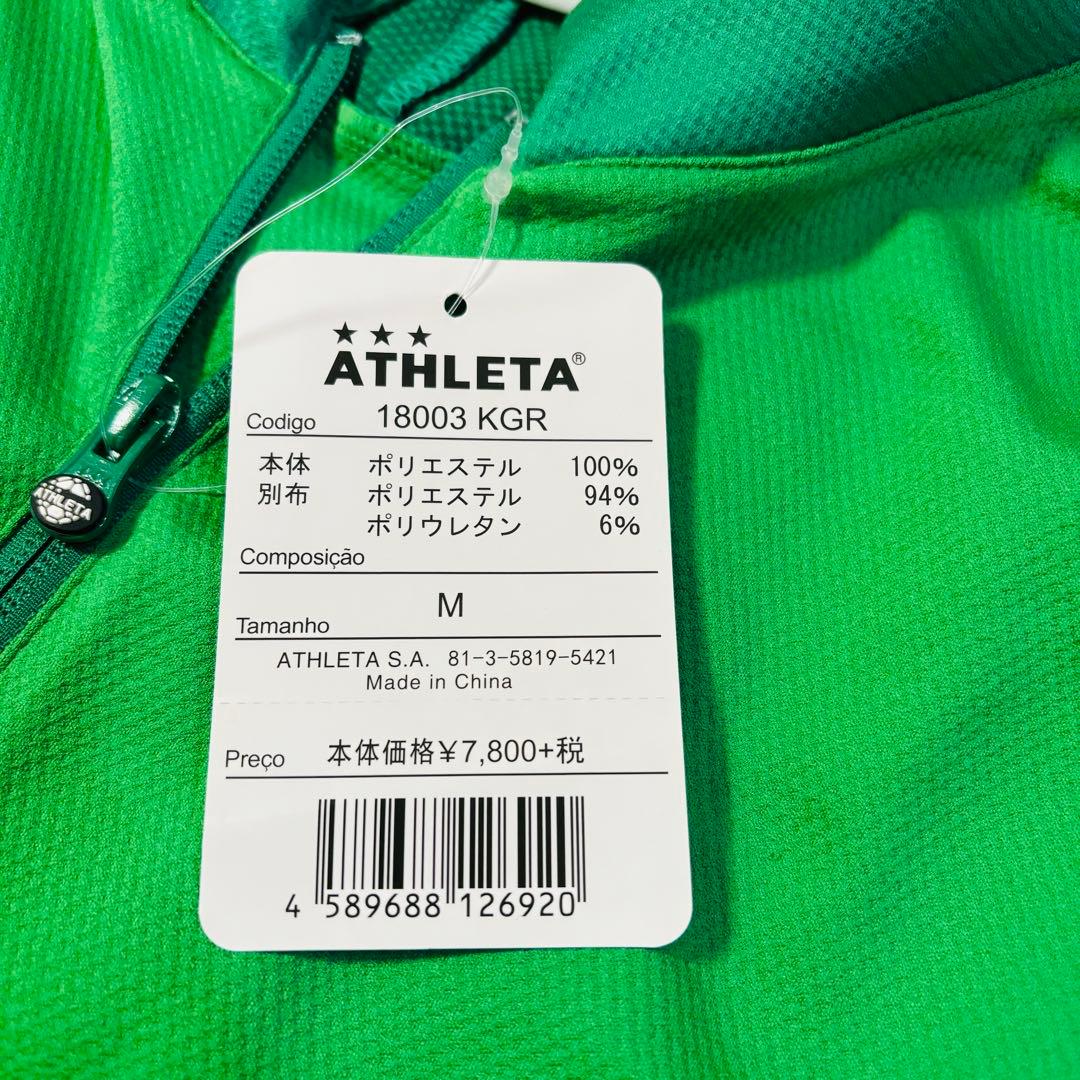 ★★★
ATHLETA®
Codigo 18003 KGR
本体 ポリエステル 100%
別布 ポリエステル 94%
ポリウレタン 6%
Composição
M
Tamanho
ATHLETA S.A. 81-3-5819-5421
Made in China
Preço 本体価格¥7,800+税
4 589688 126920
ATHLETA